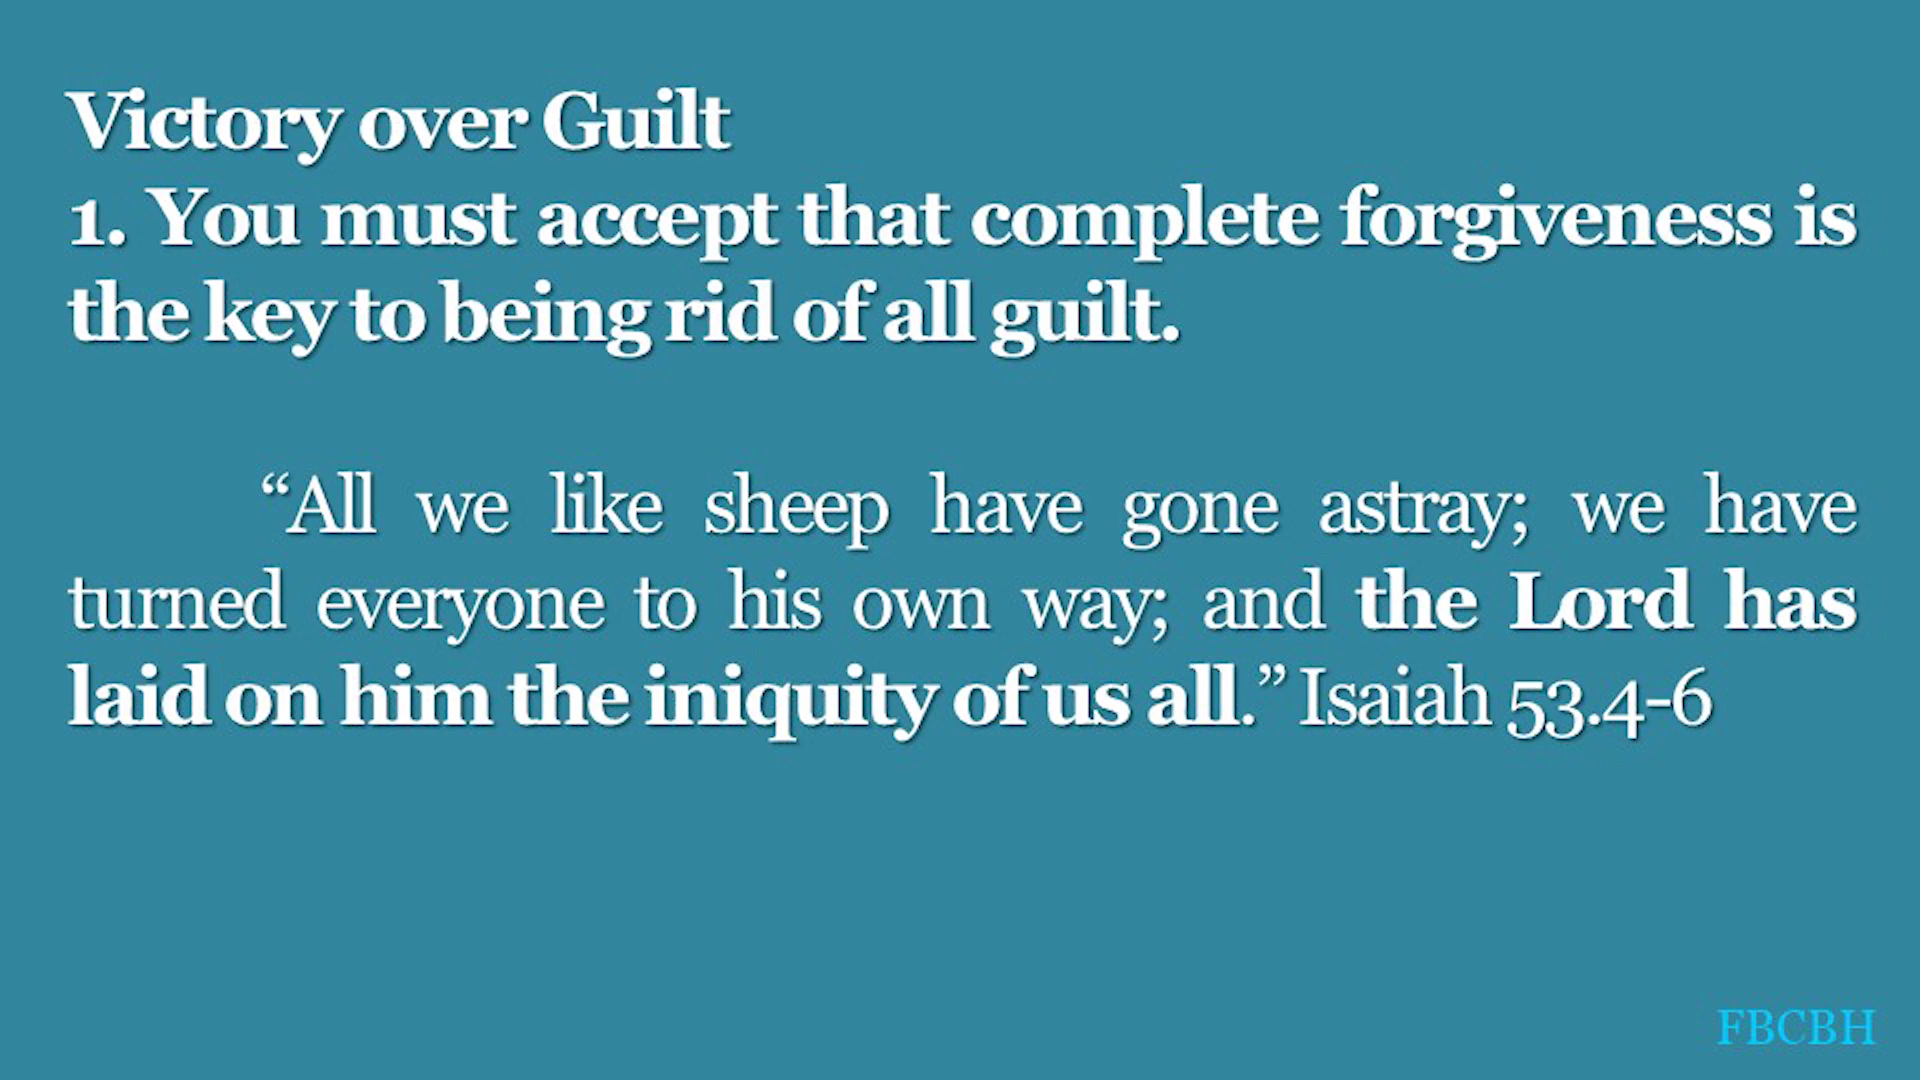 Victory over Guilt
1. You must accept that complete forgiveness is
the key to being rid of all guilt.
“All we like sheep have gone astray; we have
turned everyone to his own way; and the Lord has
laid on him the iniquity of us all.” Isaiah 53.4-6
FBCBH